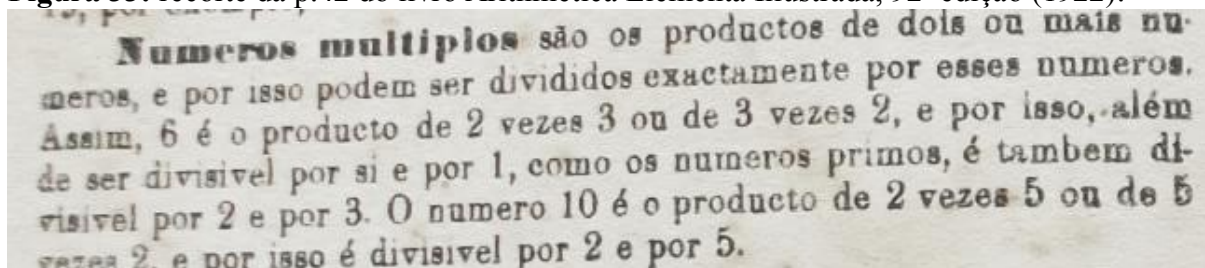 Numeros multiplos são os productos de dois ou mais nu-
meros, e por isso podem ser divididos exactamente por esses numeros.
Assim, 6 é o producto de 2 vezes 3 ou de 3 vezes 2, e por isso, além
de ser divisivel por si e por 1, como os numeros primos, é tambem di-
visivel por 2 e por 3. O numero 10 é o producto de 2 vezes 5 ou de 5
vezes 2, e por isso é divisivel por 2 e por 5.